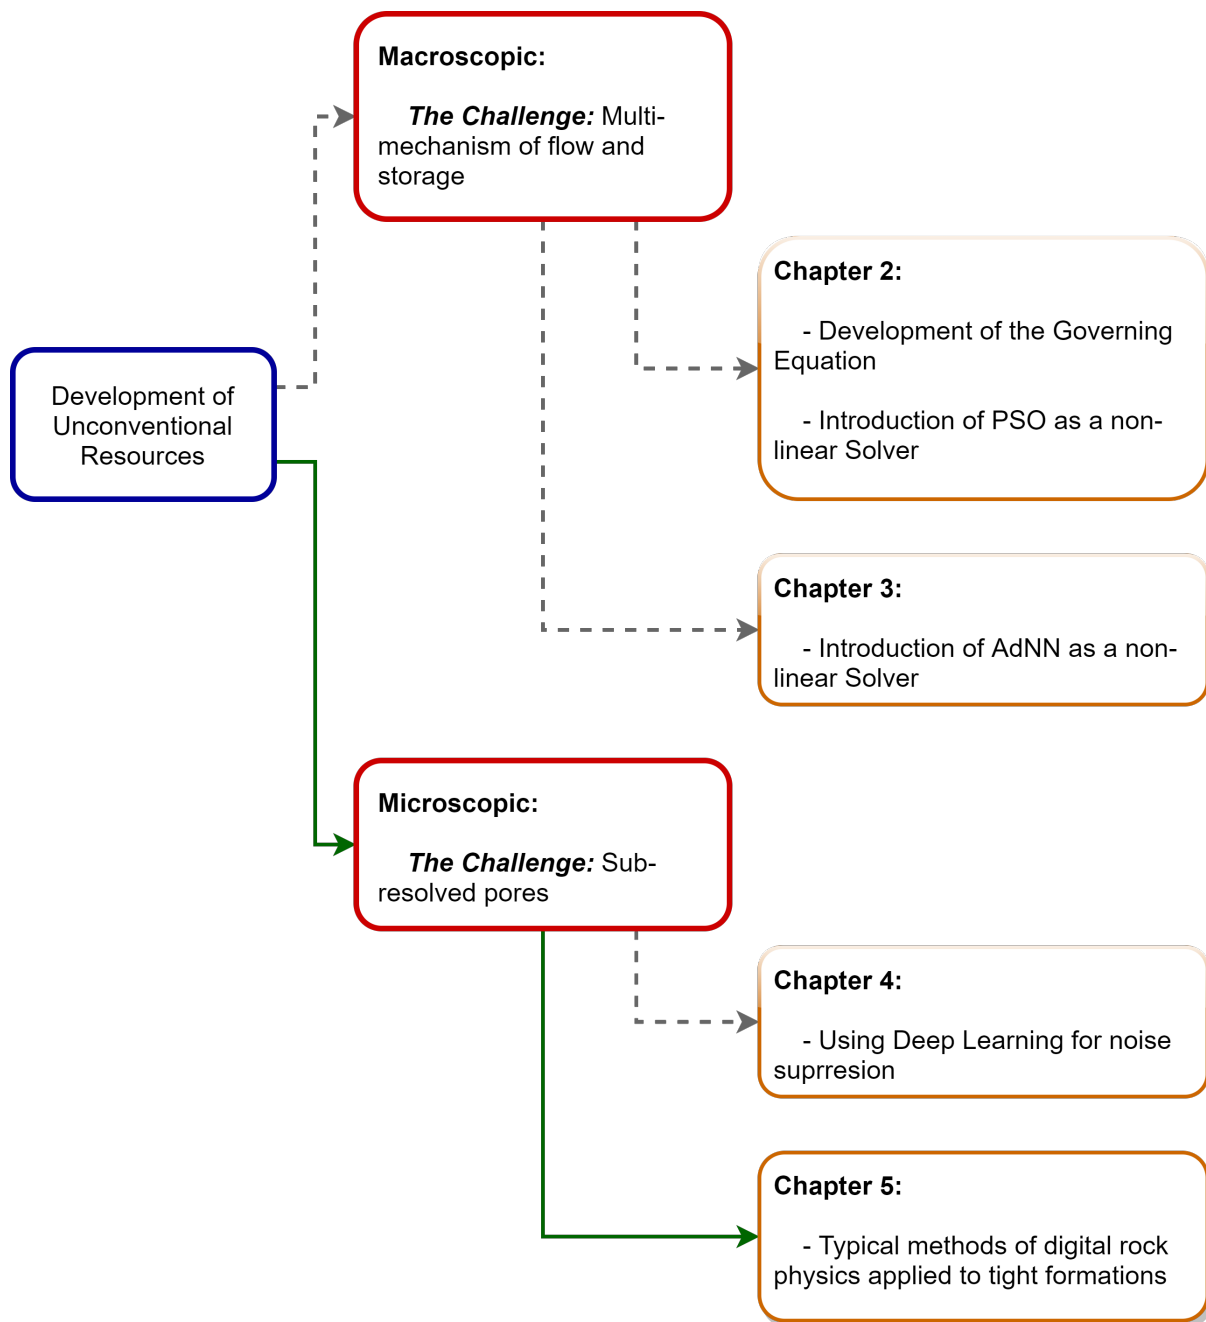 Macroscopic:
The Challenge: Multi-
mechanism of flow and
storage
Chapter 2:
- Development of the Governing
Equation
- Introduction of PSO as a non-
linear Solver
Development of
Unconventional
Resources
Chapter 3:
- Introduction of AdNN as a non-
linear Solver
Microscopic:
The Challenge: Sub-
resolved pores
Chapter 4:
- Using Deep Learning for noise
suprresion
Chapter 5:
- Typical methods of digital rock
physics applied to tight formations